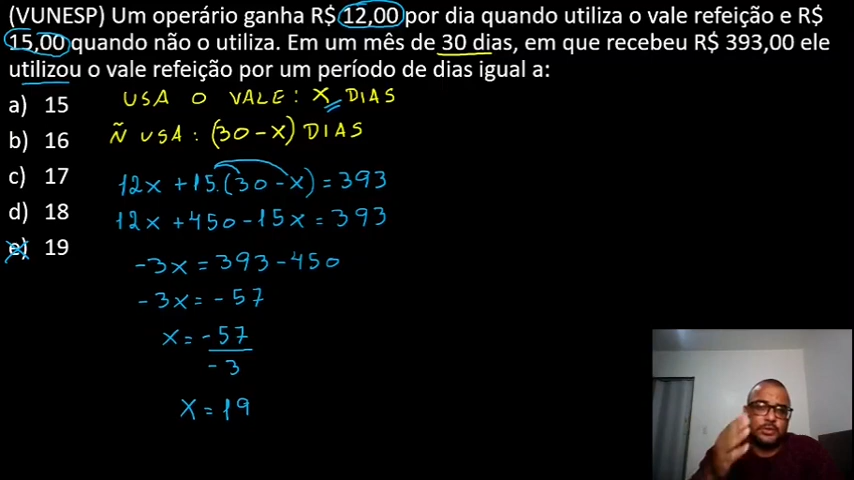 (VUNESP) Um operário ganha R$ 12,00 por dia quando utiliza o vale refeição e R$
15,00 quando não o utiliza. Em um mês de 30 dias, em que recebeu R$ 393,00 ele
utilizou o vale refeição por um período de dias igual a:
a) 15
USA O VALE: X DIAS
b) 16
Ñ USA: (30-X) DIAS
c) 17
12x + 15.(30-x) = 393
d) 18
12x + 450 - 15x = 393
e) 19
-3x = 393 - 450
-3x = -57
x = -57
-3
x = 19